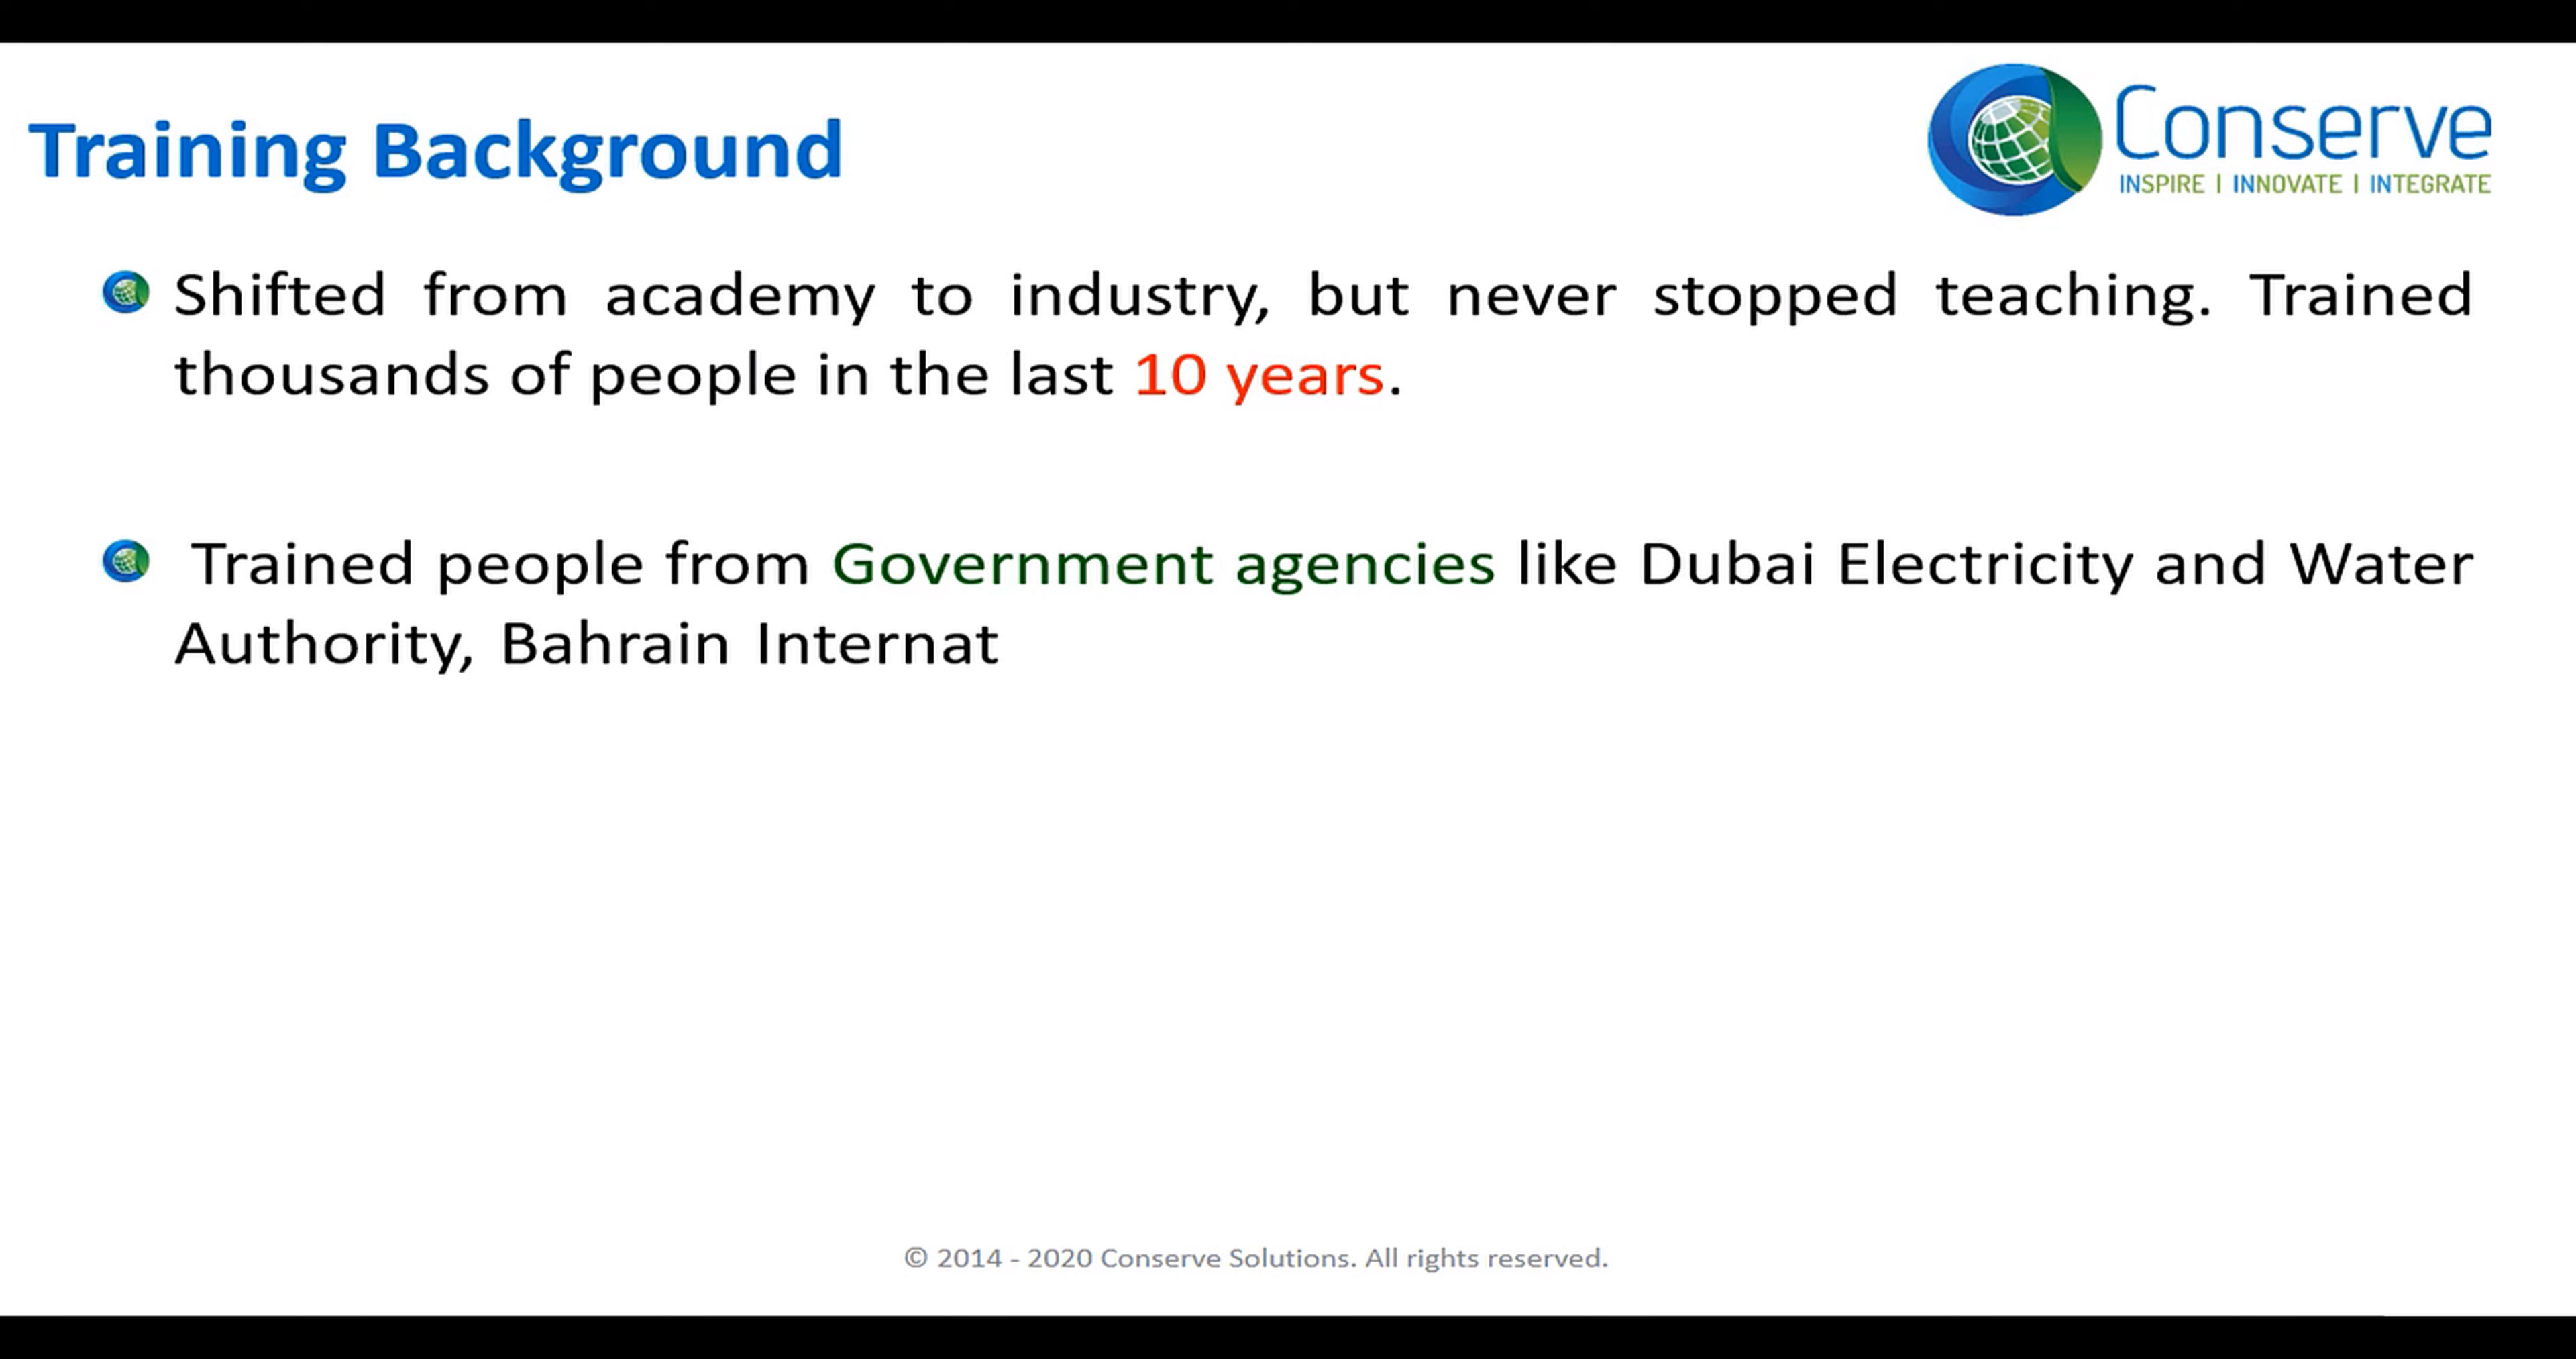 Training Background
Conserve
INSPIRE | INNOVATE | INTEGRATE
Shifted from academy to industry, but never stopped teaching. Trained
thousands of people in the last 10 years.
Trained people from Government agencies like Dubai Electricity and Water
Authority, Bahrain Internat
© 2014 - 2020 Conserve Solutions. All rights reserved.